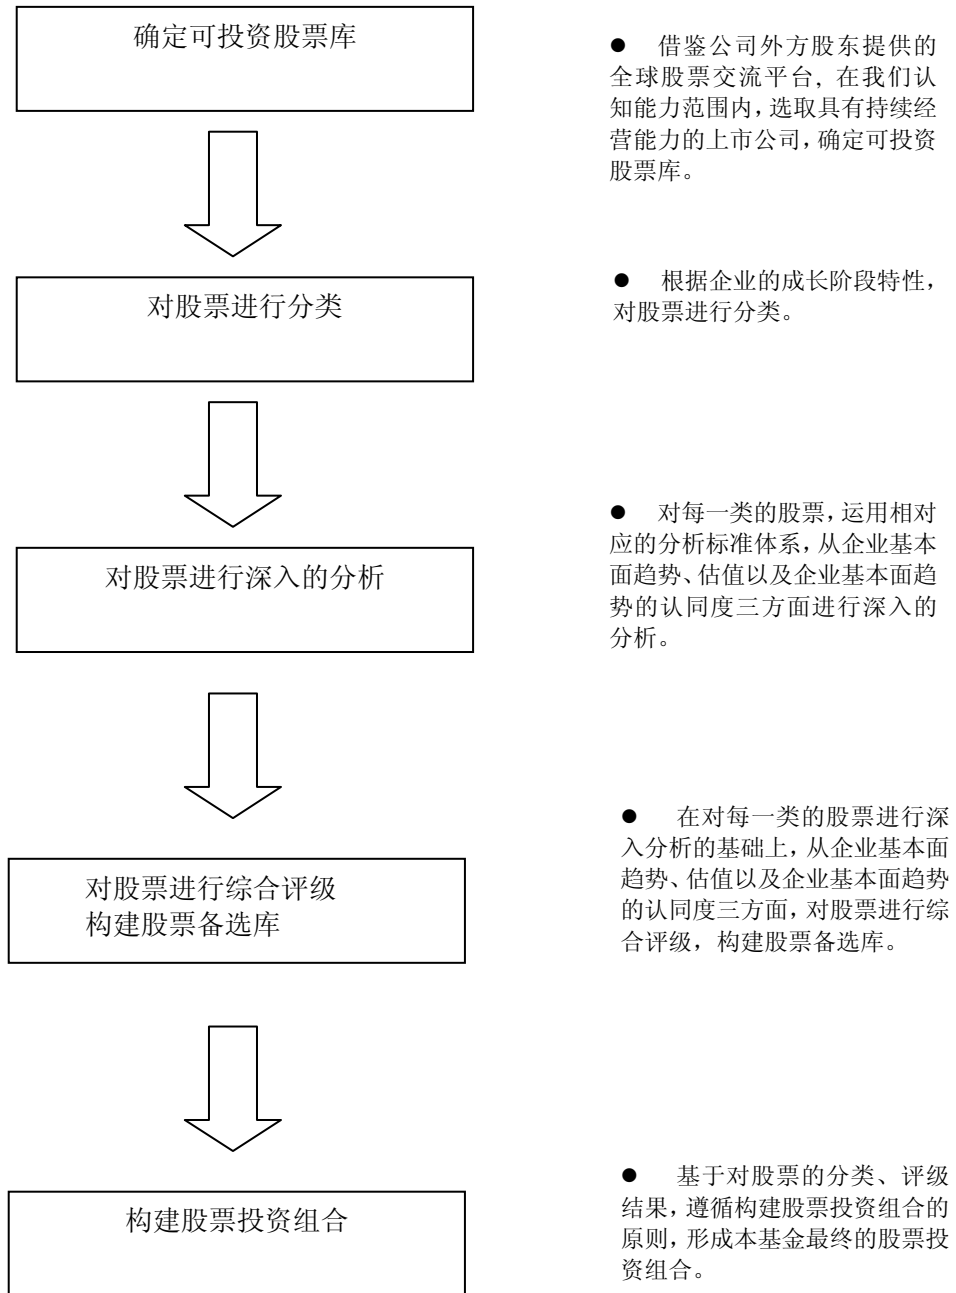 确定可投资股票库
● 借鉴公司外方股东提供的
全球股票交流平台，在我们认
知能力范围内，选取具有持续经
营能力的上市公司，确定可投资
股票库。
对股票进行分类
● 根据企业的成长阶段特性，
对股票进行分类。
对股票进行深入的分析
● 对每一类的股票，运用相对
应的分析标准体系，从企业基本
面趋势、估值以及企业基本面趋
势的认同度三方面进行深入的
分析。
对股票进行综合评级
构建股票备选库
● 在对每一类的股票进行深
入分析的基础上，从企业基本面
趋势、估值以及企业基本面趋势
的认同度三方面，对股票进行综
合评级，构建股票备选库。
构建股票投资组合
● 基于对股票的分类、评级
结果，遵循构建股票投资组合的
原则，形成本基金最终的股票投
资组合。